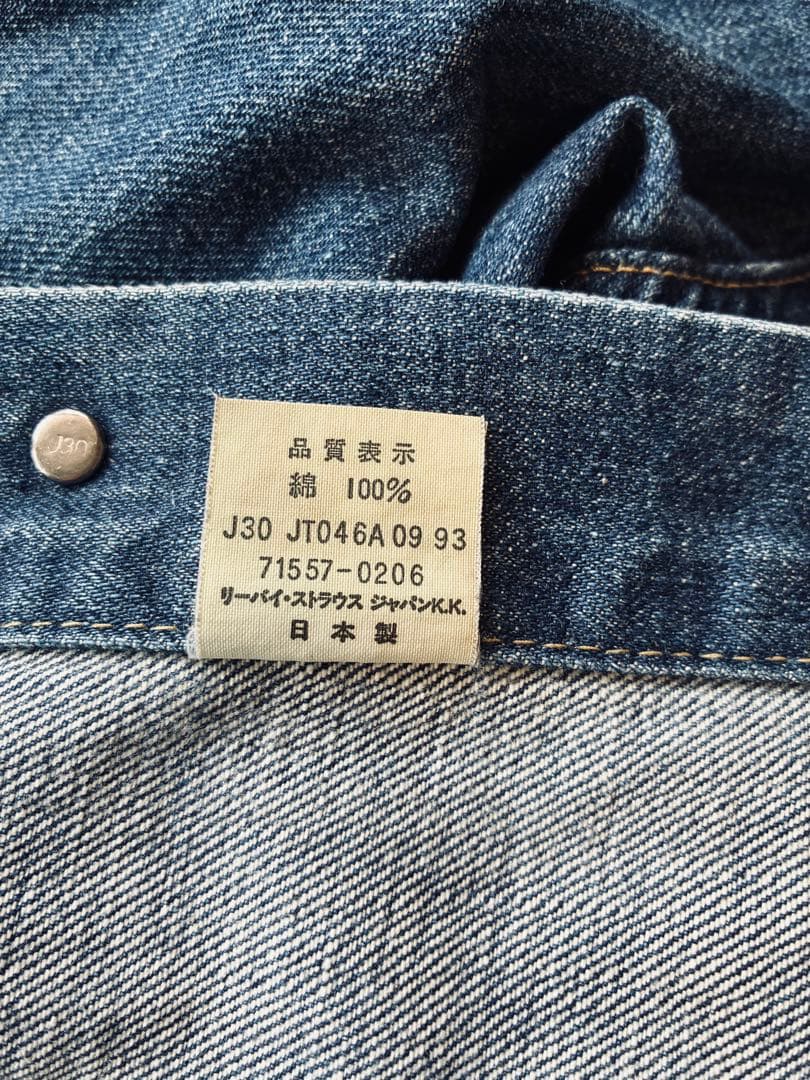 J30
品質表示
綿 100%
J30 JT046A 09 93
71557-0206
リーバイ・ストラウス ジャパンK.K.
日本製